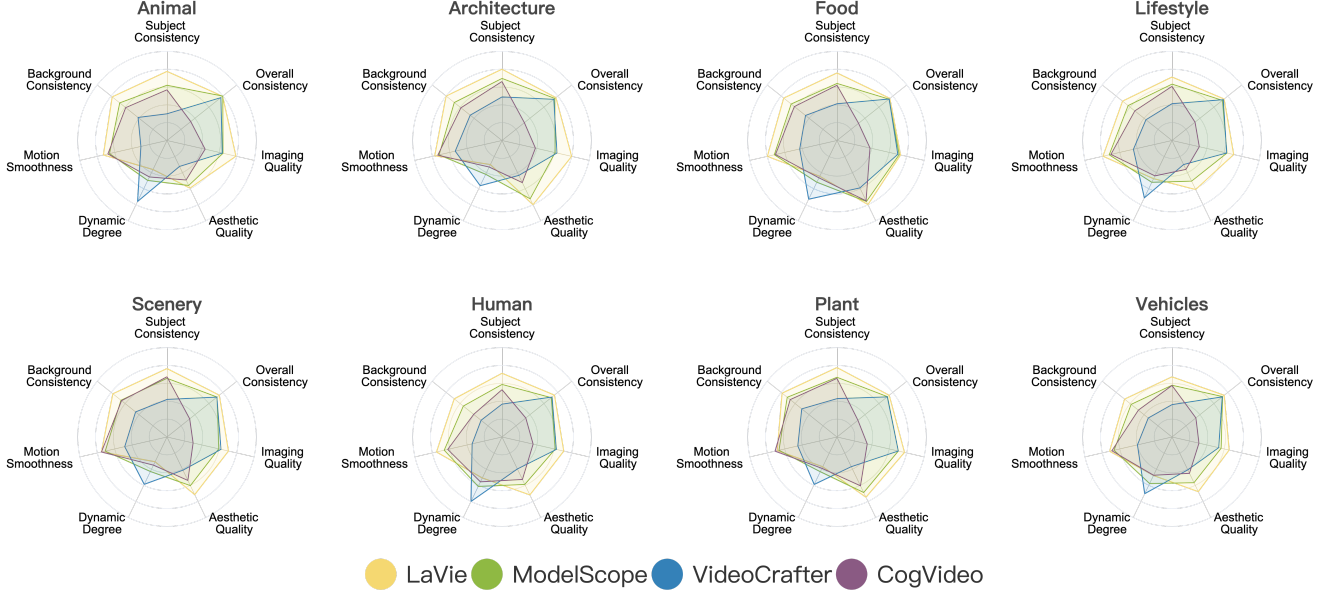 Animal
Subject
Consistency
Background
Consistency
Overall
Consistency
Motion
Smoothness
Imaging
Quality
Dynamic
Degree
Aesthetic
Quality
Architecture
Subject
Consistency
Background
Consistency
Overall
Consistency
Motion
Smoothness
Imaging
Quality
Dynamic
Degree
Aesthetic
Quality
Food
Subject
Consistency
Background
Consistency
Overall
Consistency
Motion
Smoothness
Imaging
Quality
Dynamic
Degree
Aesthetic
Quality
Lifestyle
Subject
Consistency
Background
Consistency
Overall
Consistency
Motion
Smoothness
Imaging
Quality
Dynamic
Degree
Aesthetic
Quality
Scenery
Subject
Consistency
Background
Consistency
Overall
Consistency
Motion
Smoothness
Imaging
Quality
Dynamic
Degree
Aesthetic
Quality
Human
Subject
Consistency
Background
Consistency
Overall
Consistency
Motion
Smoothness
Imaging
Quality
Dynamic
Degree
Aesthetic
Quality
Plant
Subject
Consistency
Background
Consistency
Overall
Consistency
Motion
Smoothness
Imaging
Quality
Dynamic
Degree
Aesthetic
Quality
Vehicles
Subject
Consistency
Background
Consistency
Overall
Consistency
Motion
Smoothness
Imaging
Quality
Dynamic
Degree
Aesthetic
Quality
LaVie ModelScope VideoCrafter CogVideo